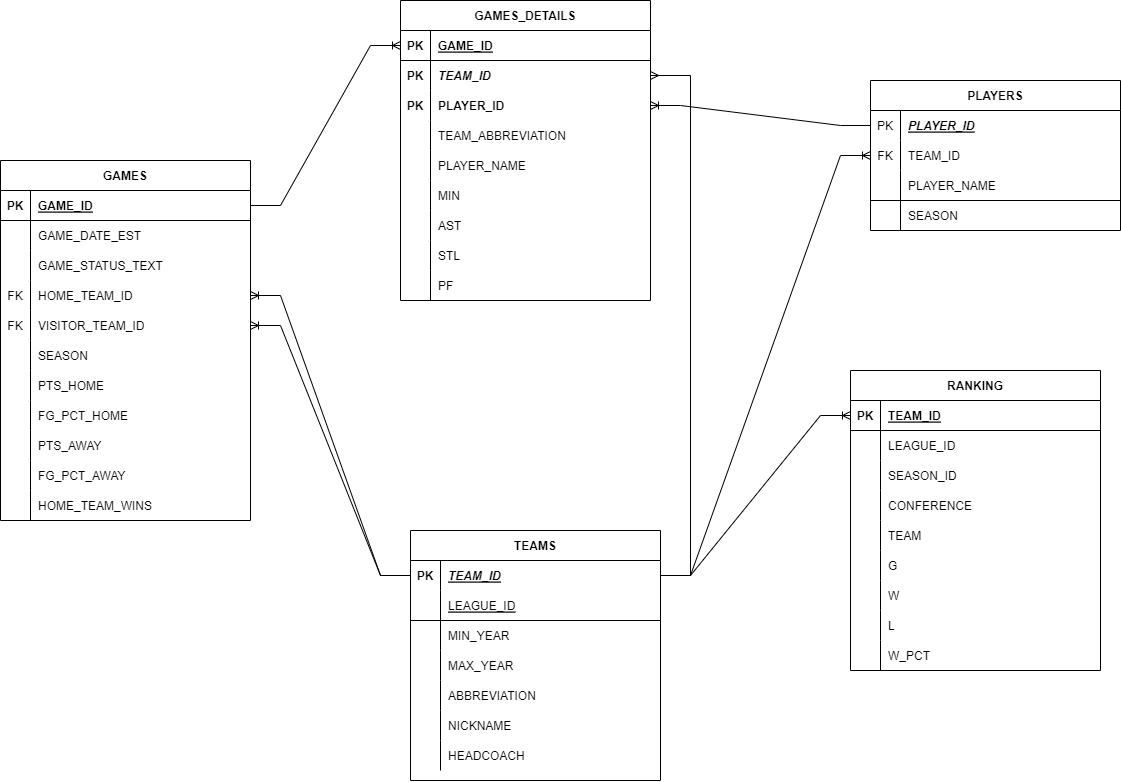 GAMES_DETAILS
PK GAME_ID
PK TEAM_ID
PK PLAYER_ID
TEAM_ABBREVIATION
PLAYER_NAME
MIN
AST
STL
PF
PLAYERS
PK PLAYER_ID
FK TEAM_ID
PLAYER_NAME
SEASON
GAMES
PK GAME_ID
GAME_DATE_EST
GAME_STATUS_TEXT
FK HOME_TEAM_ID
FK VISITOR_TEAM_ID
SEASON
PTS_HOME
FG_PCT_HOME
PTS_AWAY
FG_PCT_AWAY
HOME_TEAM_WINS
RANKING
PK TEAM_ID
LEAGUE_ID
SEASON_ID
CONFERENCE
TEAM
G
W
L
W_PCT
TEAMS
PK TEAM_ID
LEAGUE_ID
MIN_YEAR
MAX_YEAR
ABBREVIATION
NICKNAME
HEADCOACH